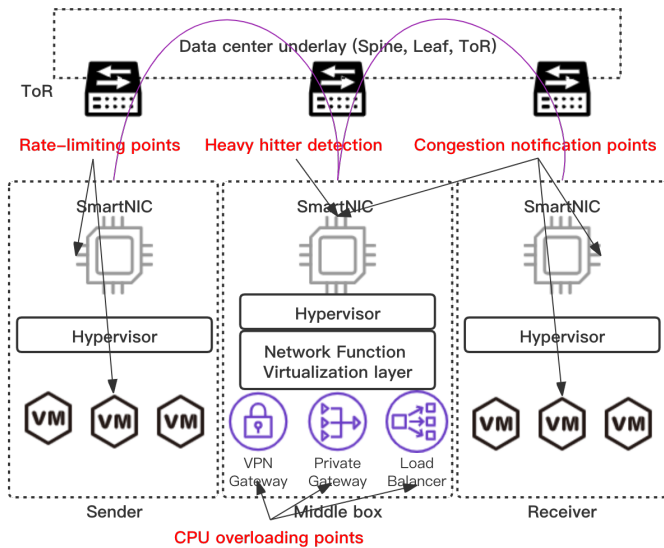 Data center underlay (Spine, Leaf, ToR)
ToR
Rate-limiting points
Heavy hitter detection
Congestion notification points
SmartNIC
SmartNIC
SmartNIC
Hypervisor
Hypervisor
Hypervisor
Network Function
Virtualization layer
VM
VM
VM
VM
VM
VM
VPN
Gateway
Private
Gateway
Load
Balancer
Sender
Middle box
Receiver
CPU overloading points